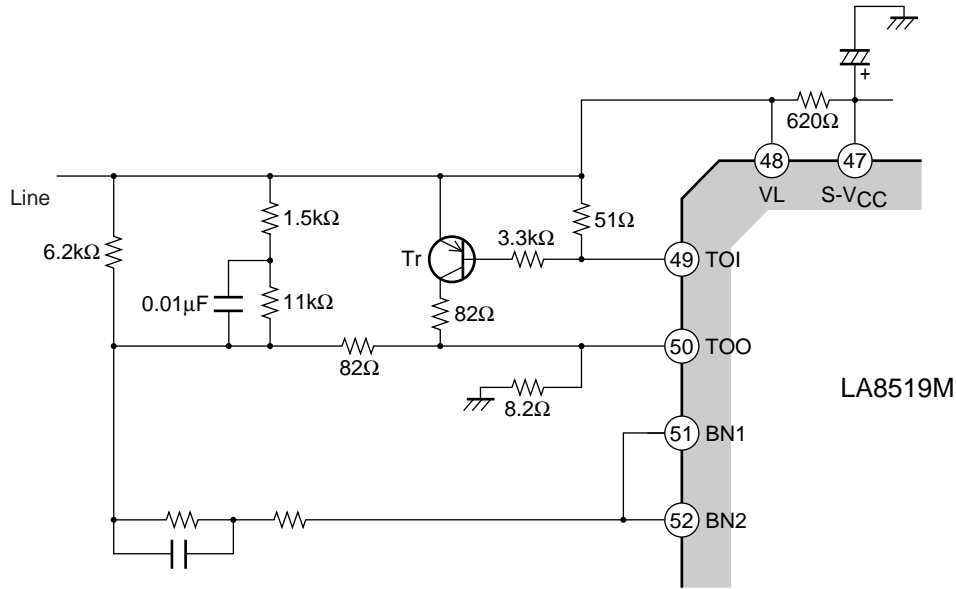 +
620Ω
48
47
VL
S-VCC
Line
1.5kΩ
51Ω
6.2kΩ
3.3kΩ
Tr
49
TOI
0.01μF
11kΩ
82Ω
50
TOO
82Ω
8.2Ω
LA8519M
51
BN1
52
BN2